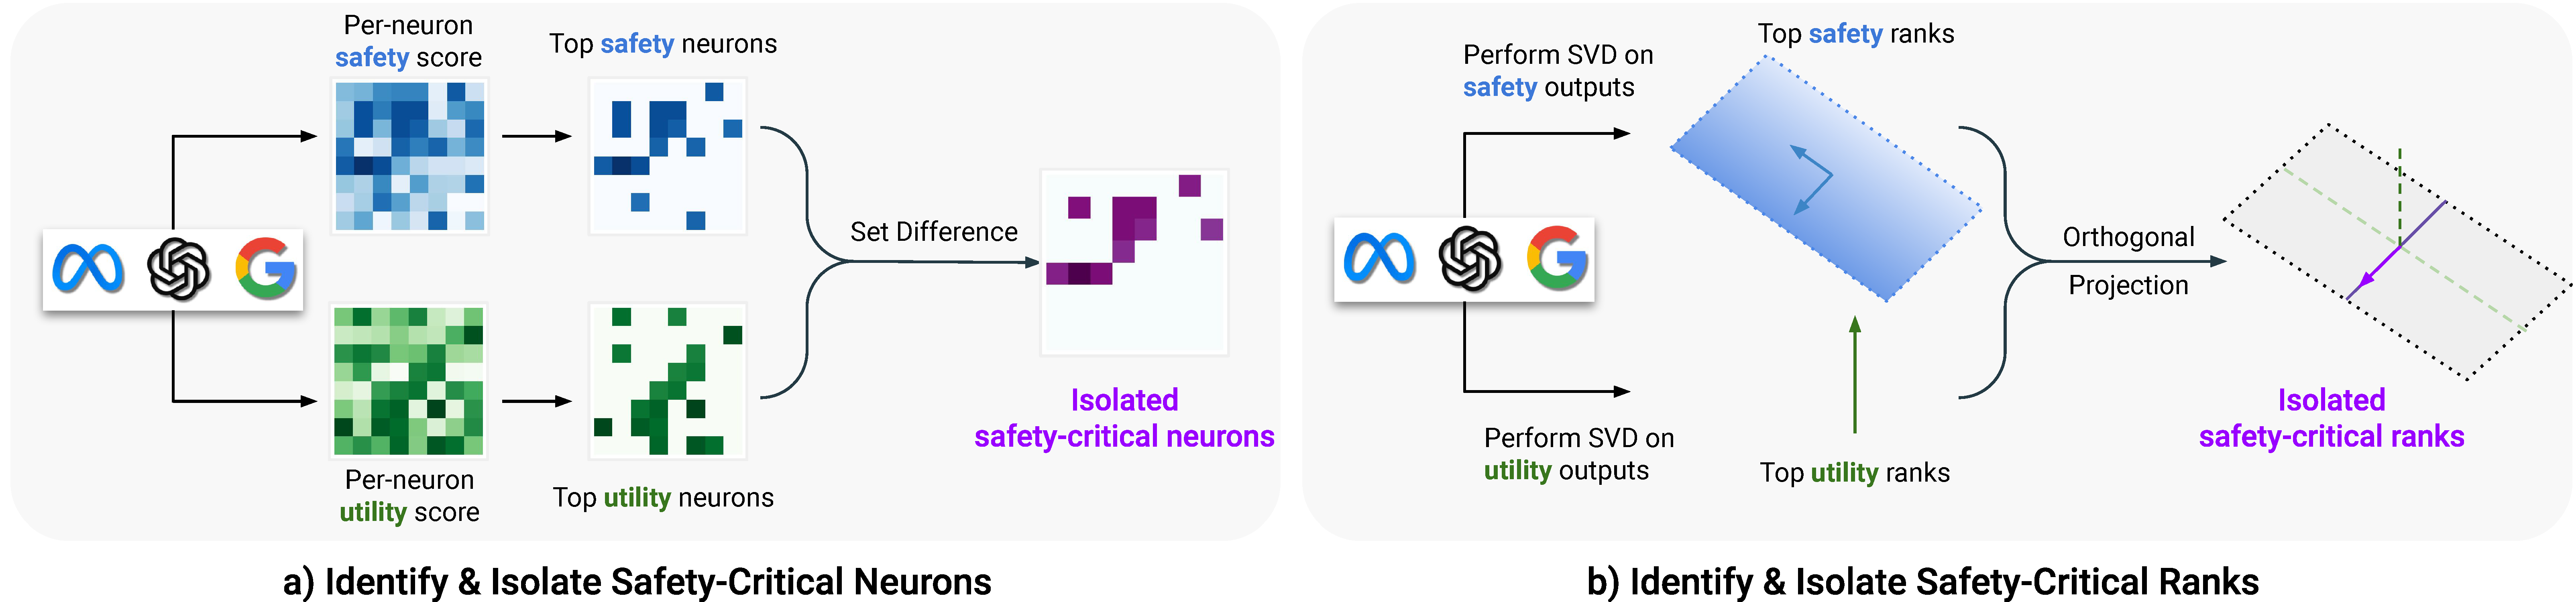 Per-neuron
safety score
Top safety neurons
Set Difference
Isolated
safety-critical neurons
Per-neuron
utility score
Top utility neurons
a) Identify & Isolate Safety-Critical Neurons
Perform SVD on
safety outputs
Top safety ranks
Orthogonal
Projection
Isolated
safety-critical ranks
Perform SVD on
utility outputs
Top utility ranks
b) Identify & Isolate Safety-Critical Ranks